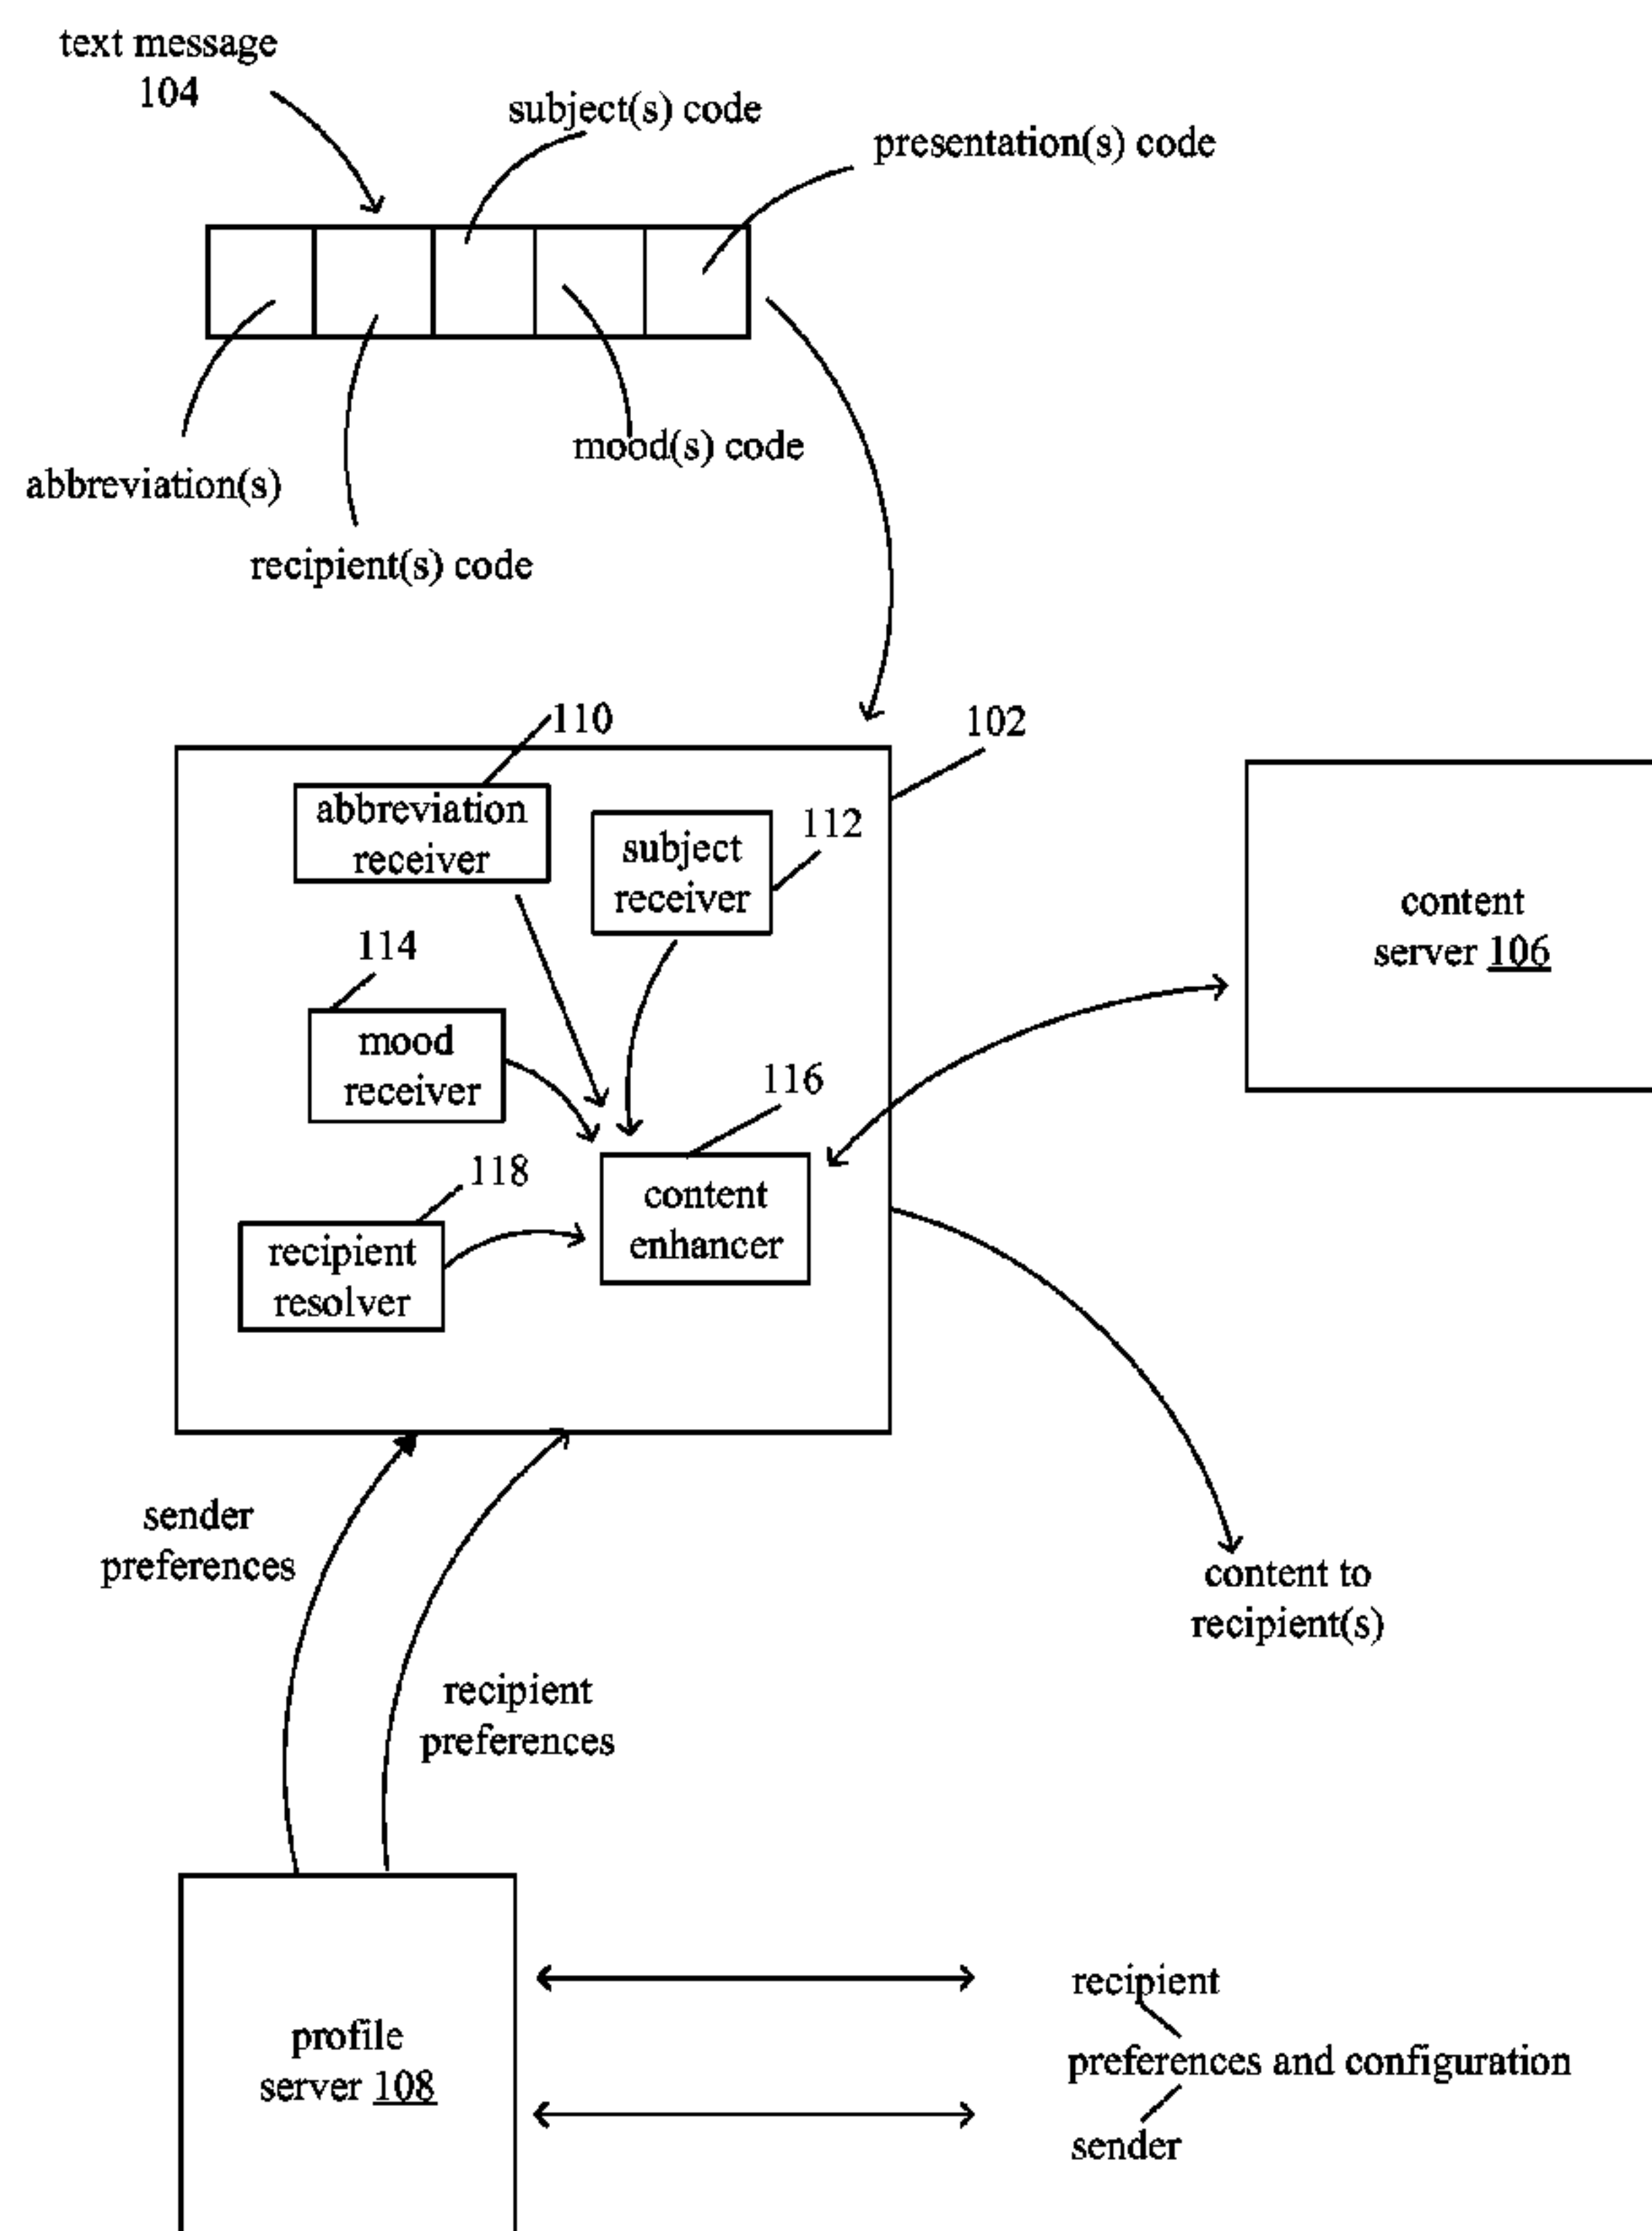 text message
104
subject(s) code
presentation(s) code
mood(s) code
abbreviation(s)
recipient(s) code
110
102
abbreviation
receiver
112
subject
receiver
content
server 106
114
mood
receiver
116
118
content
enhancer
recipient
resolver
sender
preferences
content to
recipient(s)
recipient
preferences
recipient
profile
server 108
preferences and configuration
sender